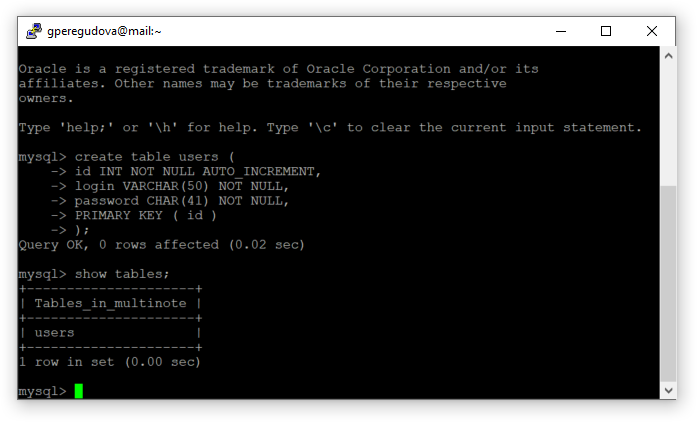 gperegudova@mail:~
Oracle is a registered trademark of Oracle Corporation and/or its
affiliates. Other names may be trademarks of their respective
owners.
Type 'help;' or '\h' for help. Type '\c' to clear the current input statement.
mysql> create table users (
    -> id INT NOT NULL AUTO_INCREMENT,
    -> login VARCHAR(50) NOT NULL,
    -> password CHAR(41) NOT NULL,
    -> PRIMARY KEY ( id )
    -> );
Query OK, 0 rows affected (0.02 sec)
mysql> show tables;
+---------------------+
| Tables_in_multinote |
+---------------------+
| users               |
+---------------------+
1 row in set (0.00 sec)
mysql>